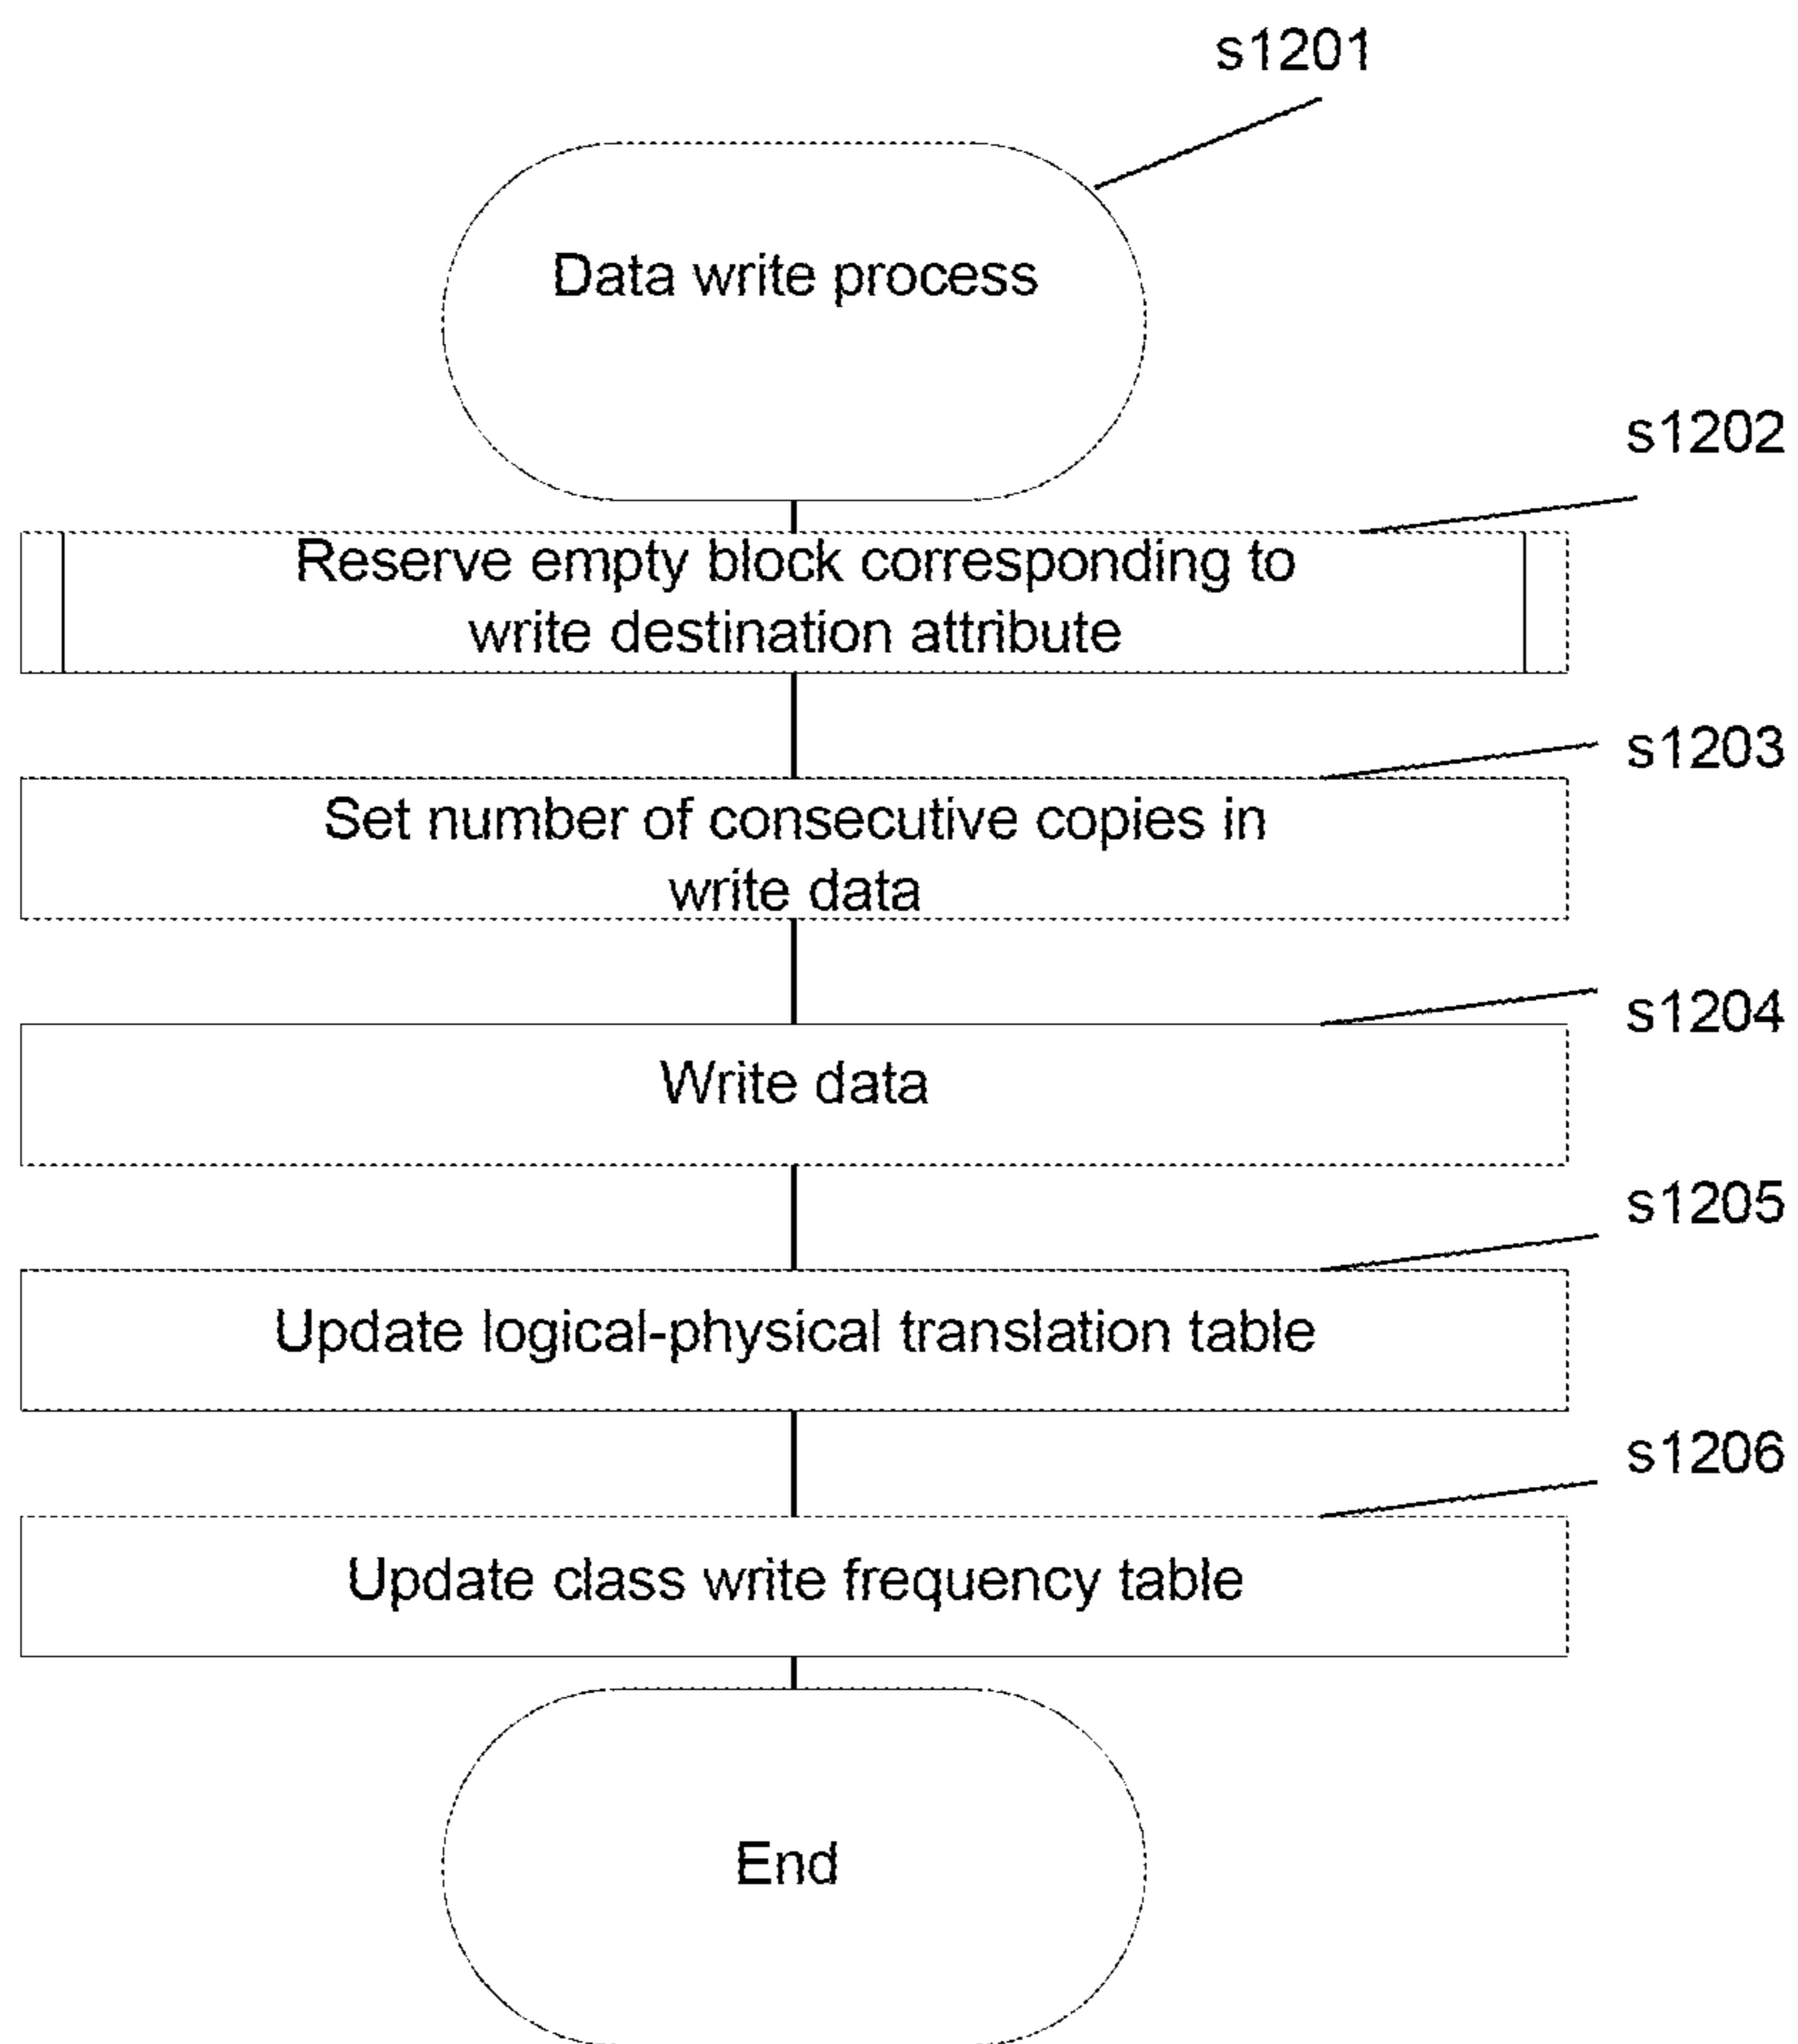 s1201
Data write process
s1202
Reserve empty block corresponding to
write destination attribute
s1203
Set number of consecutive copies in
write data
s1204
Write data
s1205
Update logical-physical translation table
s1206
Update class write frequency table
End